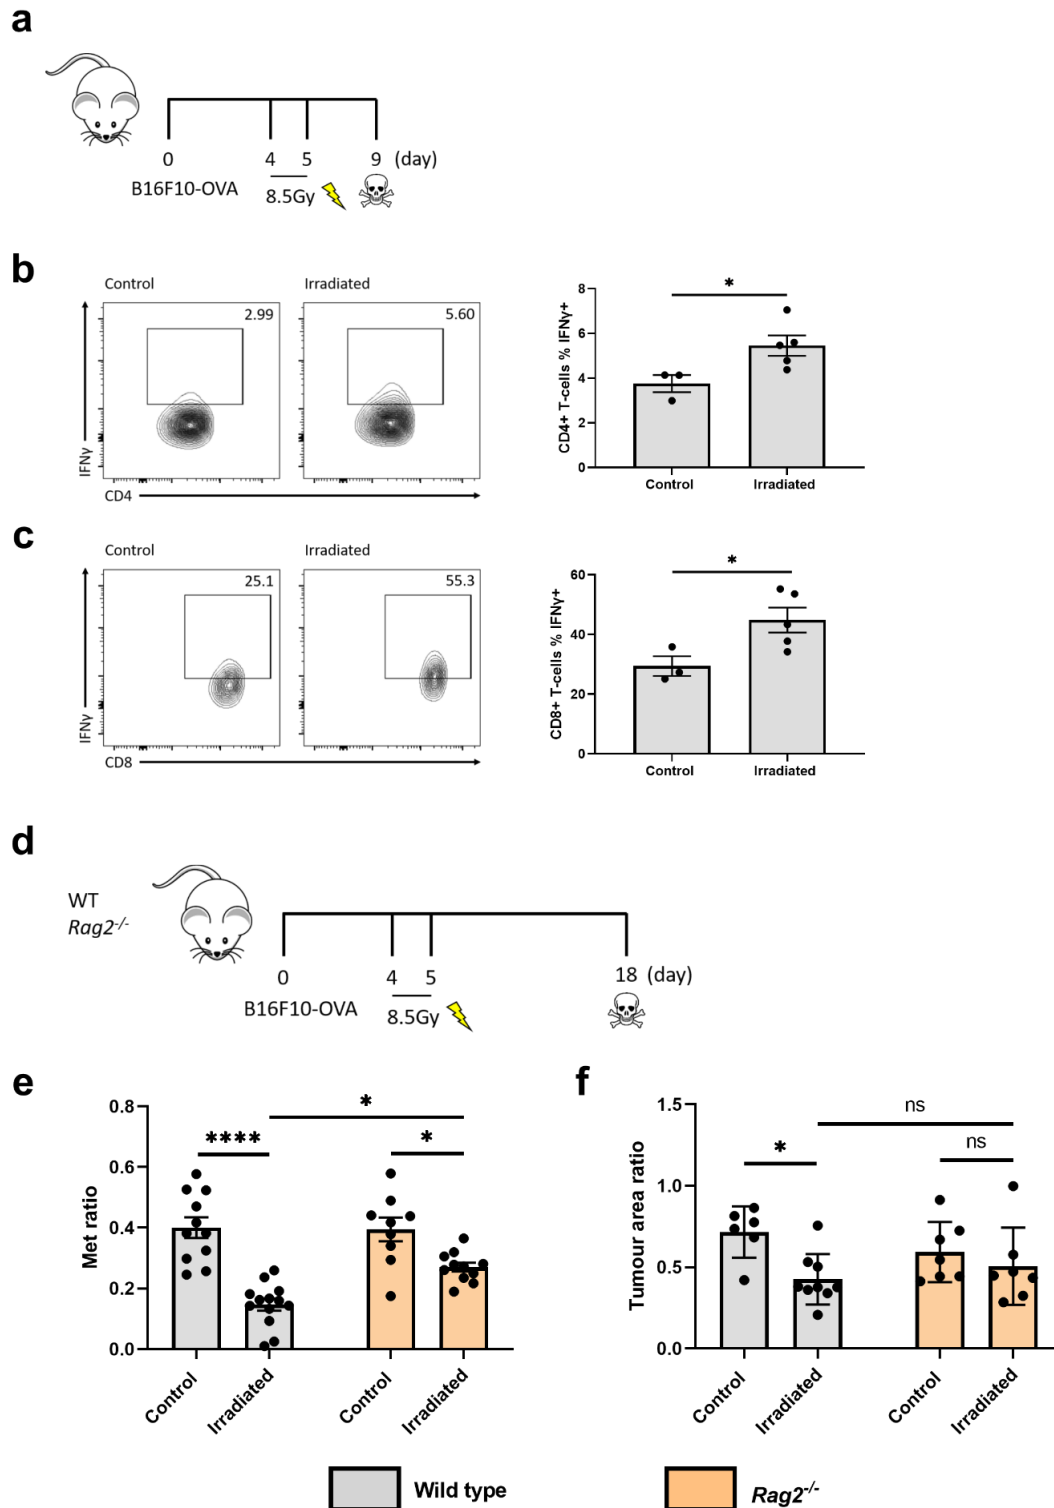 a
0 4 5 9 (day)
B16F10-OVA 8.5Gy
b
Control Irradiated
2.99 5.60
IFNγ
CD4
CD4+ T-cells % IFNγ+
8
6
4
2
0
*
Control Irradiated
c
Control Irradiated
25.1 55.3
IFNγ
CD8
CD8+ T-cells % IFNγ+
60
40
20
0
*
Control Irradiated
d
WT
Rag2-/-
0 4 5 18 (day)
B16F10-OVA 8.5Gy
e
Met ratio
0.8
0.6
0.4
0.2
0.0
*
**** *
Control Irradiated Control Irradiated
f
Tumour area ratio
1.5
1.0
0.5
0.0
ns
* ns
Control Irradiated Control Irradiated
Wild type Rag2-/-